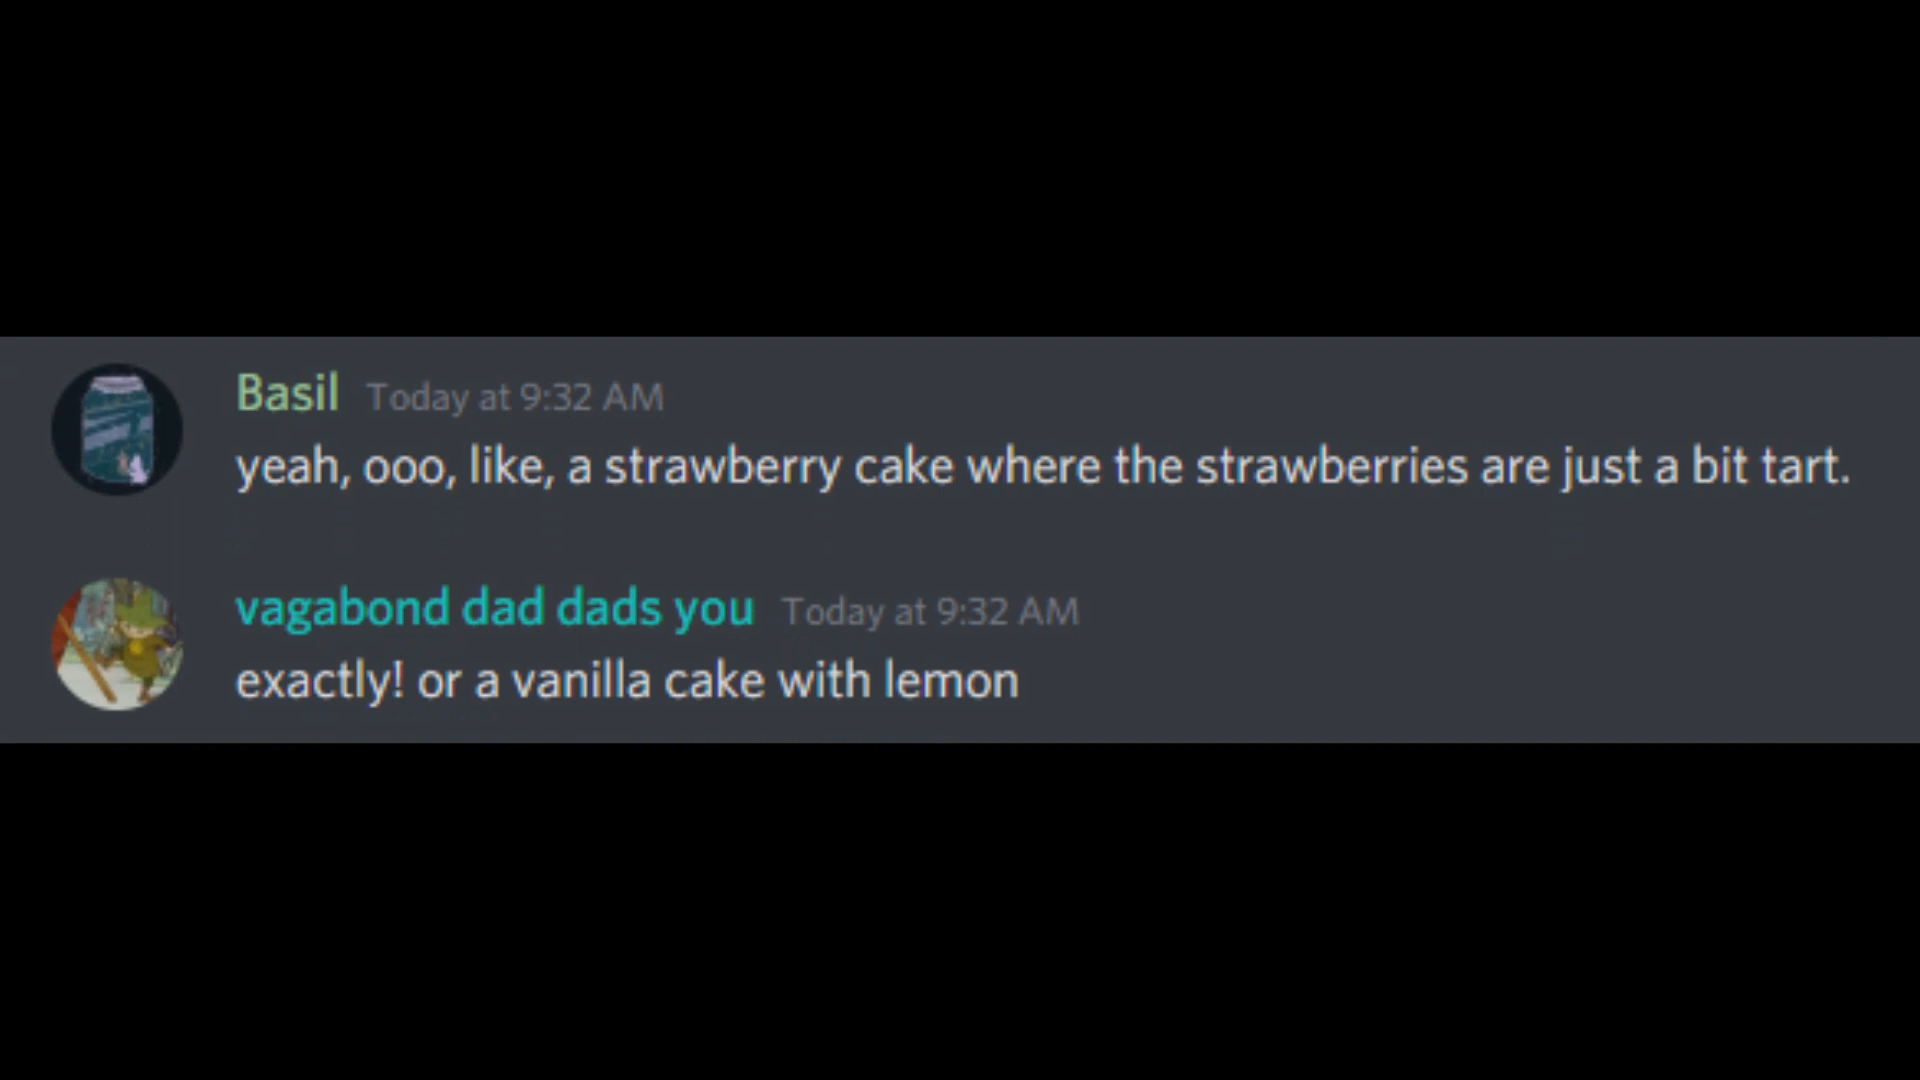 Basil Today at 9:32 AM
yeah, ooo, like, a strawberry cake where the strawberries are just a bit tart.
vagabond dad dads you Today at 9:32 AM
exactly! or a vanilla cake with lemon